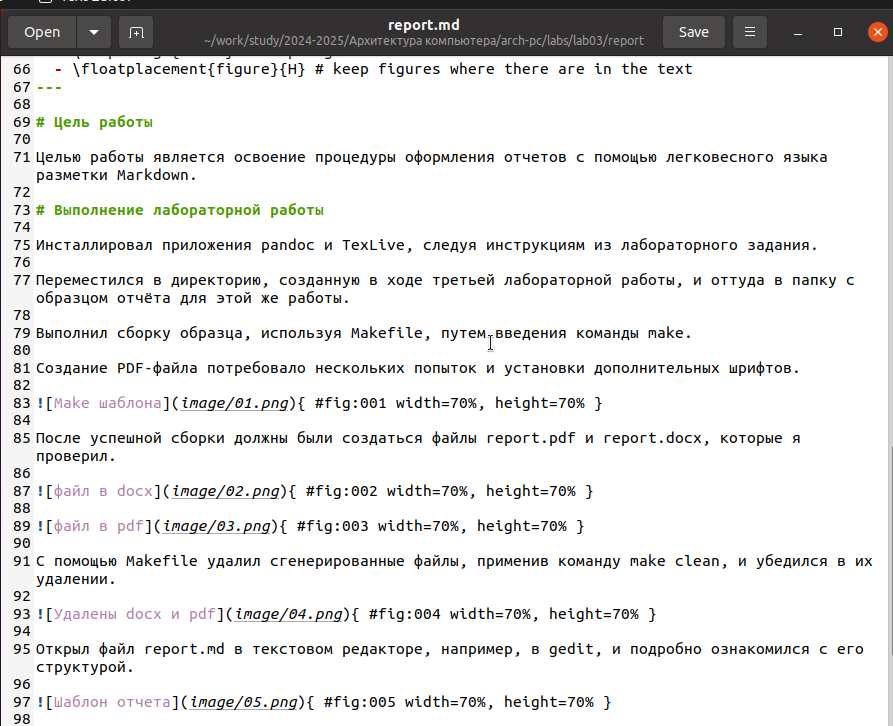 Open
report.md
~/work/study/2024-2025/Архитектура компьютера/arch-pc/labs/lab03/report
Save
66 - \floatplacement{figure}{H} # keep figures where there are in the text
67 ---
68
69 # Цель работы
70
71 Целью работы является освоение процедуры оформления отчетов с помощью легковесного языка
разметки Markdown.
72
73 # Выполнение лабораторной работы
74
75 Инсталлировал приложения pandoc и TexLive, следуя инструкциям из лабораторного задания.
76
77 Переместился в директорию, созданную в ходе третьей лабораторной работы, и оттуда в папку с
образцом отчёта для этой же работы.
78
79 Выполнил сборку образца, используя Makefile, путем введения команды make.
80
81 Создание PDF-файла потребовало нескольких попыток и установки дополнительных шрифтов.
82
83 ![Make шаблона](image/01.png){ #fig:001 width=70%, height=70% }
84
85 После успешной сборки должны были создаться файлы report.pdf и report.docx, которые я
проверил.
86
87 ![файл в docx](image/02.png){ #fig:002 width=70%, height=70% }
88
89 ![файл в pdf](image/03.png){ #fig:003 width=70%, height=70% }
90
91 С помощью Makefile удалил сгенерированные файлы, применив команду make clean, и убедился в их
удалении.
92
93 ![Удалены docx и pdf](image/04.png){ #fig:004 width=70%, height=70% }
94
95 Открыл файл report.md в текстовом редакторе, например, в gedit, и подробно ознакомился с его
структурой.
96
97 ![Шаблон отчета](image/05.png){ #fig:005 width=70%, height=70% }
98